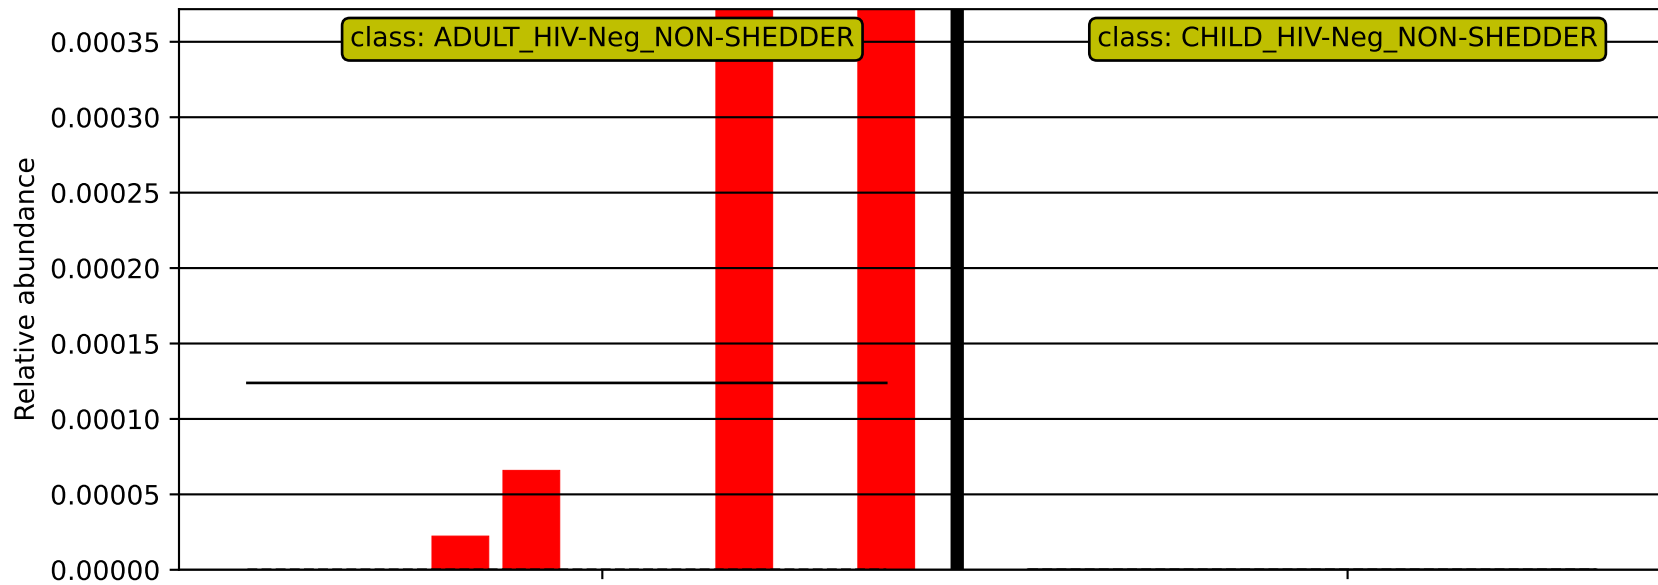 class: ADULT_HIV-Neg_NON-SHEDDER
class: CHILD_HIV-Neg_NON-SHEDDER
Relative abundance
0.00035
0.00030
0.00025
0.00020
0.00015
0.00010
0.00005
0.00000